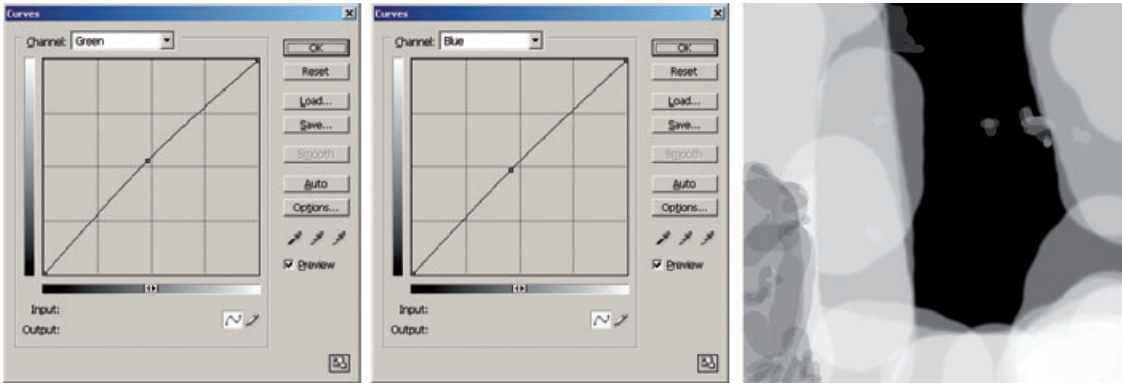 Curves
Channel: Green
OK
Reset
Load...
Save...
Smooth
Auto
Options...
Preview
Input:
Output:
Curves
Channel: Blue
OK
Reset
Load...
Save...
Smooth
Auto
Options...
Preview
Input:
Output: